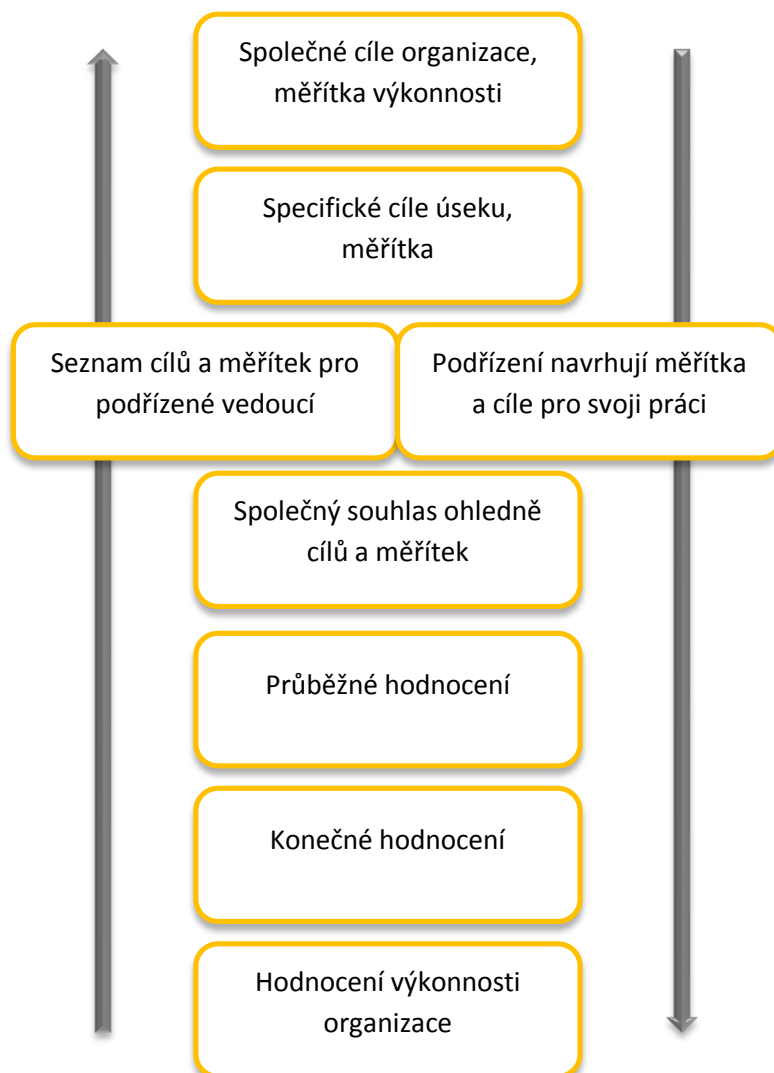 Společné cíle organizace,
měřítka výkonnosti
Specifické cíle úseku,
měřítka
Seznam cílů a měřítek pro
podřízené vedoucí
Podřízení navrhují měřítka
a cíle pro svoji práci
Společný souhlas ohledně
cílů a měřítek
Průběžné hodnocení
Konečné hodnocení
Hodnocení výkonnosti
organizace